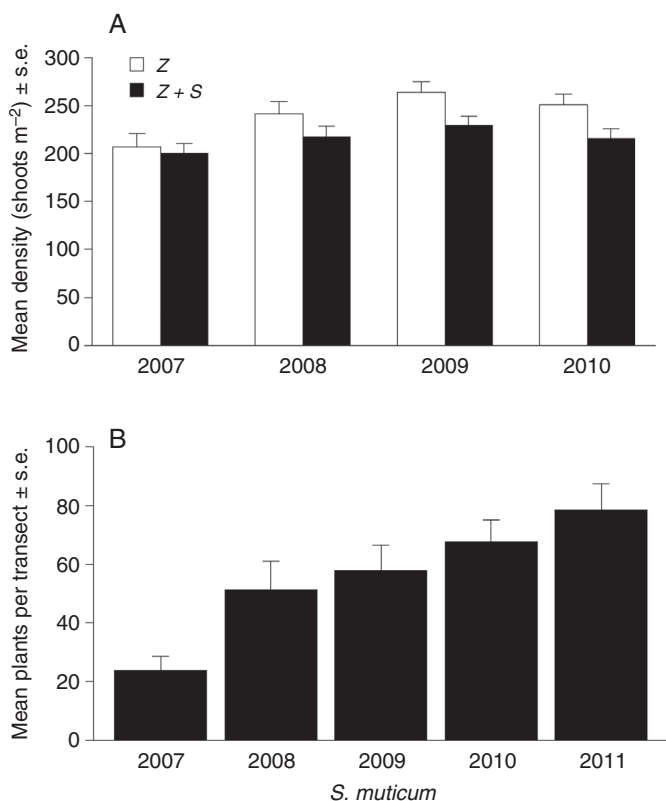 A
Mean density (shoots m⁻²) ± s.e.
300
250
200
150
100
50
0
Z
Z + S
2007 2008 2009 2010
B
Mean plants per transect ± s.e.
100
80
60
40
20
0
2007 2008 2009 2010 2011
S. muticum